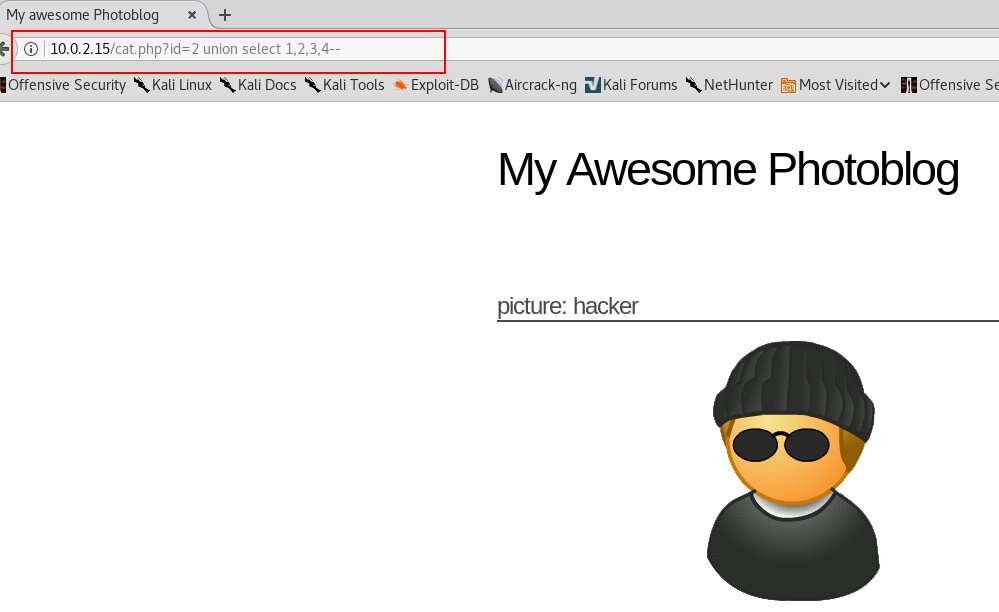 My awesome Photoblog
10.0.2.15/cat.php?id=2 union select 1,2,3,4--
Offensive Security Kali Linux Kali Docs Kali Tools Exploit-DB Aircrack-ng Kali Forums NetHunter Most Visited Offensive Se
My Awesome Photoblog
picture: hacker